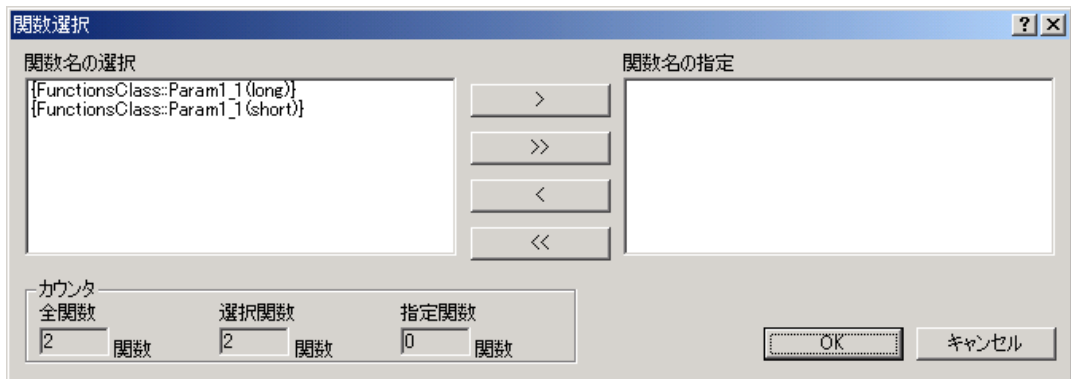 関数選択
関数名の選択
{FunctionsClass::Param1_1(long)}
{FunctionsClass::Param1_1(short)}
>
>>
<
<<
関数名の指定
カウンタ
全関数
2 関数
選択関数
2 関数
指定関数
0 関数
OK
キャンセル